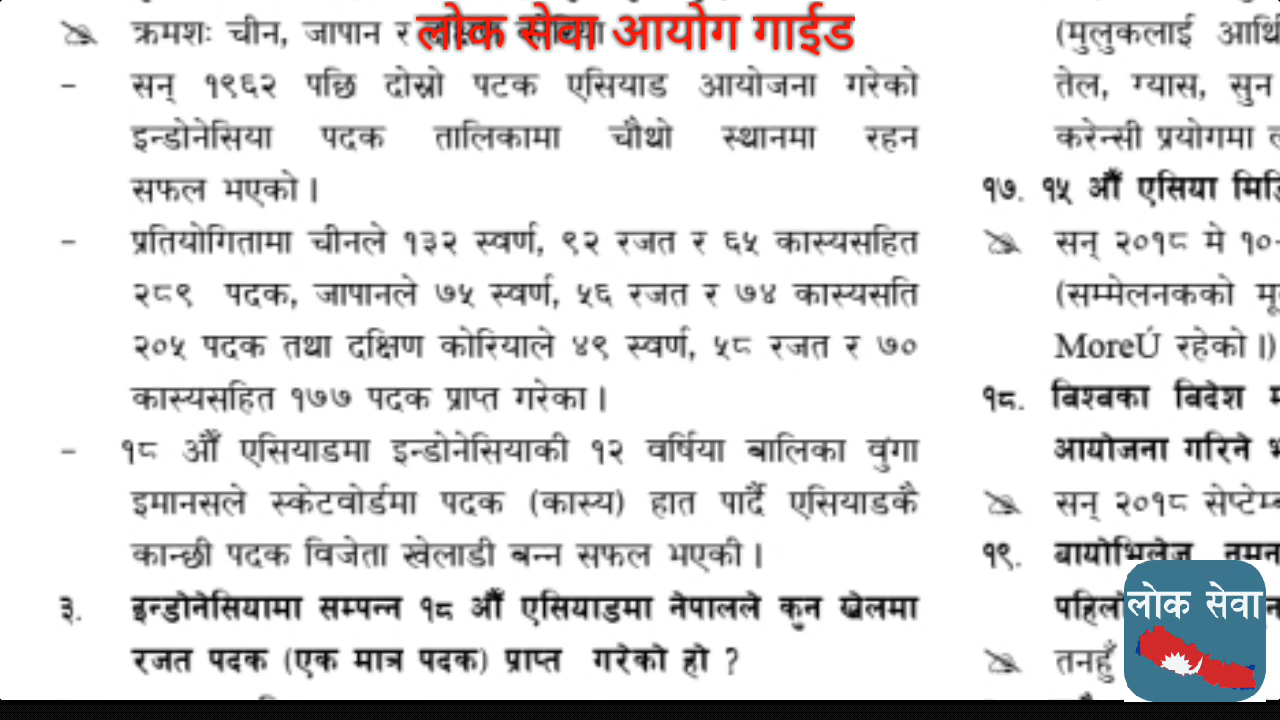 लोक सेवा आयोग गाईड
क्रमशः चीन, जापान र
- सन् १९६२ पछि दोस्रो पटक एसियाड आयोजना गरेको
इन्डोनेसिया पदक तालिकामा चौथो स्थानमा रहन
सफल भएको ।
- प्रतियोगितामा चीनले १३२ स्वर्ण, ९२ रजत र ६५ कास्यसहित
२८९ पदक, जापानले ७५ स्वर्ण, ५६ रजत र ७४ कास्यसति
२०५ पदक तथा दक्षिण कोरियाले ४९ स्वर्ण, ५८ रजत र ७०
कास्यसहित १७७ पदक प्राप्त गरेका ।
- १८ औँ एसियाडमा इन्डोनेसियाकी १२ वर्षिया बालिका वुंगा
इमानसले स्केटवोर्डमा पदक (कास्य) हात पार्दै एसियाडकै
कान्छी पदक विजेता खेलाडी बन्न सफल भएकी ।
३. इन्डोनेसियामा सम्पन्न १८ औँ एसियाडमा नेपालले कुन खेलमा
रजत पदक (एक मात्र पदक) प्राप्त गरेको हो ?
(मुलुकलाई
तेल, ग्यास, सुन
करेन्सी प्रयोगमा
१७. १५ औँ एसिया
सन् २०१८ मे १०
(सम्मेलनकको
MoreÚ रहेको ।)
१८. बिश्बका बिदेश
आयोजना गरिने
सन् २०१८
१९.
तनहुँ
लोक सेवा